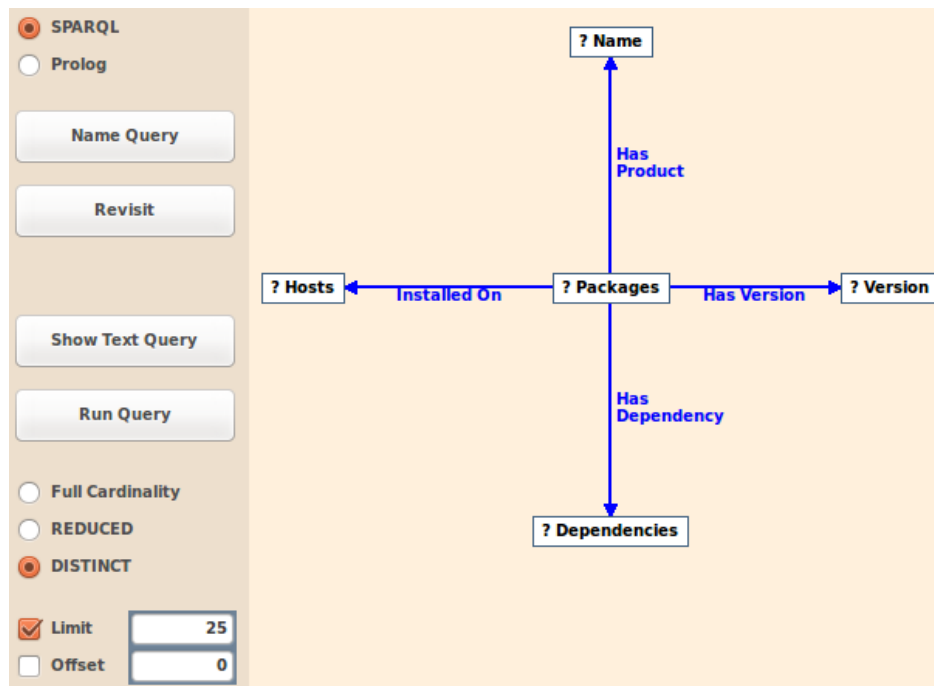 SPARQL
Prolog
Name Query
Revisit
Show Text Query
Run Query
Full Cardinality
REDUCED
DISTINCT
Limit 25
Offset 0
? Name
Has
Product
? Hosts
Installed On
? Packages
Has Version
? Version
Has
Dependency
? Dependencies